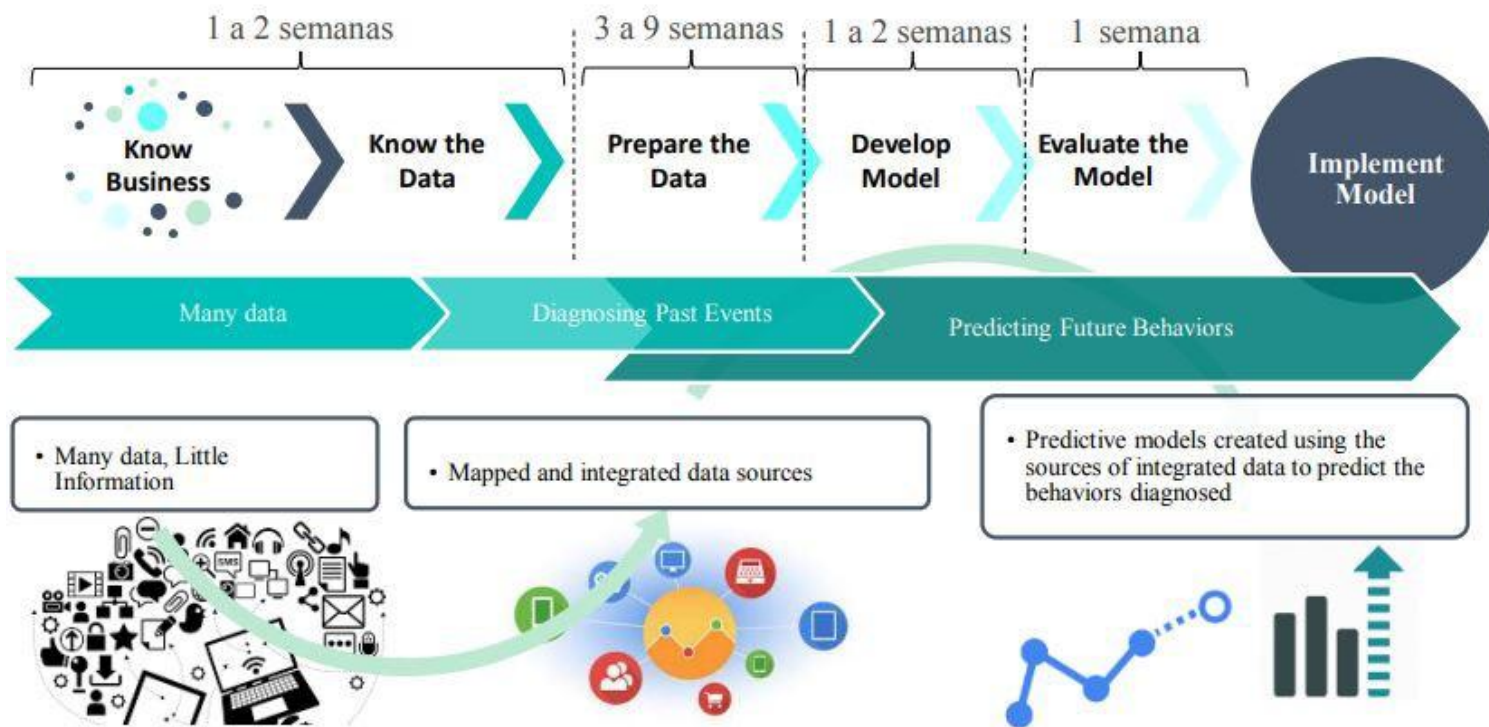 1 a 2 semanas
3 a 9 semanas
1 a 2 semanas
1 semana
Know
Business
Know the
Data
Prepare the
Data
Develop
Model
Evaluate the
Model
Implement
Model
Many data
Diagnosing Past Events
Predicting Future Behaviors
• Many data, Little
Information
• Mapped and integrated data sources
• Predictive models created using the
sources of integrated data to predict the
behaviors diagnosed
SMS